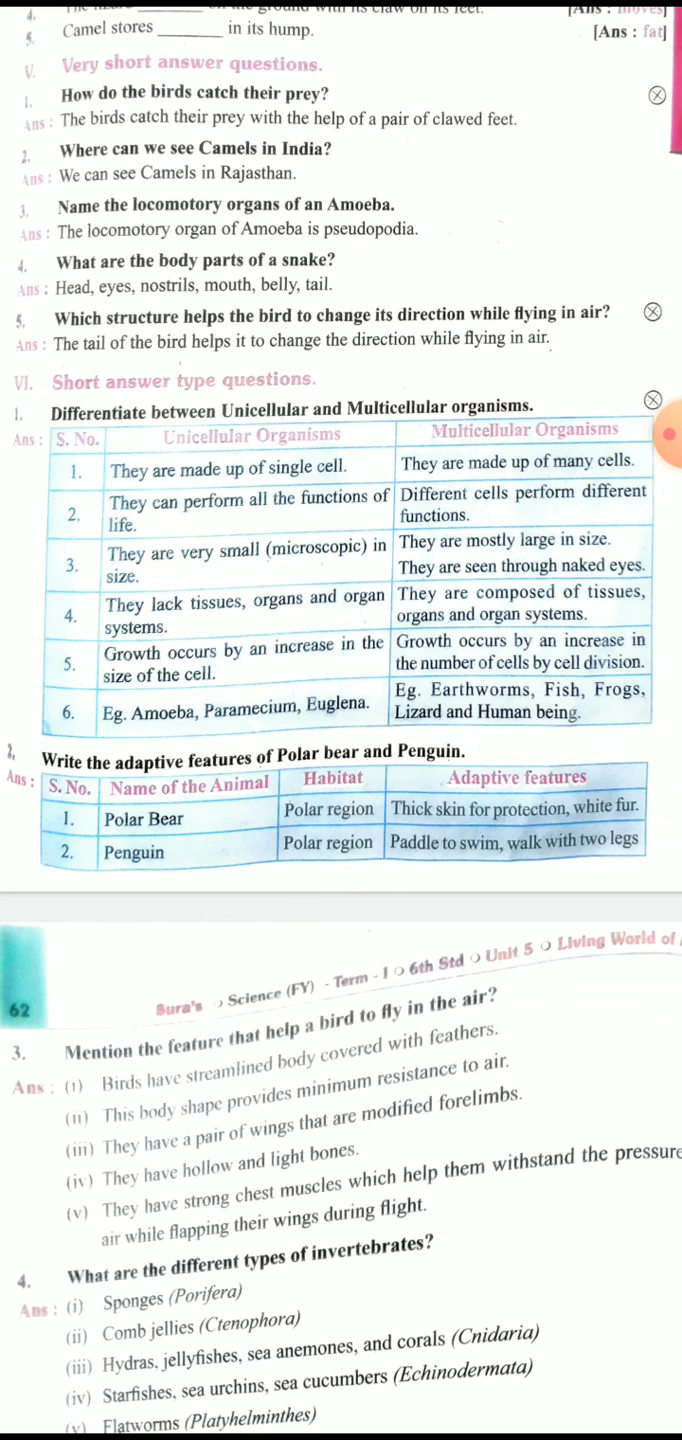 4. on the ground with its claw on its feet. [Ans : moves]
5. Camel stores ________ in its hump. [Ans : fat]
V. Very short answer questions.
1. How do the birds catch their prey?
Ans : The birds catch their prey with the help of a pair of clawed feet.
2. Where can we see Camels in India?
Ans : We can see Camels in Rajasthan.
3. Name the locomotory organs of an Amoeba.
Ans : The locomotory organ of Amoeba is pseudopodia.
4. What are the body parts of a snake?
Ans : Head, eyes, nostrils, mouth, belly, tail.
5. Which structure helps the bird to change its direction while flying in air?
Ans : The tail of the bird helps it to change the direction while flying in air.
VI. Short answer type questions.
1. Differentiate between Unicellular and Multicellular organisms.
Ans : S. No. Unicellular Organisms Multicellular Organisms
1. They are made up of single cell. They are made up of many cells.
2. They can perform all the functions of life. Different cells perform different functions.
3. They are very small (microscopic) in size. They are mostly large in size. They are seen through naked eyes.
4. They lack tissues, organs and organ systems. They are composed of tissues, organs and organ systems.
5. Growth occurs by an increase in the size of the cell. Growth occurs by an increase in the number of cells by cell division.
6. Eg. Amoeba, Paramecium, Euglena. Eg. Earthworms, Fish, Frogs, Lizard and Human being.
2. Write the adaptive features of Polar bear and Penguin.
Ans : S. No. Name of the Animal Habitat Adaptive features
1. Polar Bear Polar region Thick skin for protection, white fur.
2. Penguin Polar region Paddle to swim, walk with two legs
62 Sura's Science (FY) - Term - I 6th Std Unit 5 Living World of
3. Mention the feature that help a bird to fly in the air?
Ans : (i) Birds have streamlined body covered with feathers.
(ii) This body shape provides minimum resistance to air.
(iii) They have a pair of wings that are modified forelimbs.
(iv) They have hollow and light bones.
(v) They have strong chest muscles which help them withstand the pressure
air while flapping their wings during flight.
4. What are the different types of invertebrates?
Ans : (i) Sponges (Porifera)
(ii) Comb jellies (Ctenophora)
(iii) Hydras, jellyfishes, sea anemones, and corals (Cnidaria)
(iv) Starfishes, sea urchins, sea cucumbers (Echinodermata)
(v) Flatworms (Platyhelminthes)